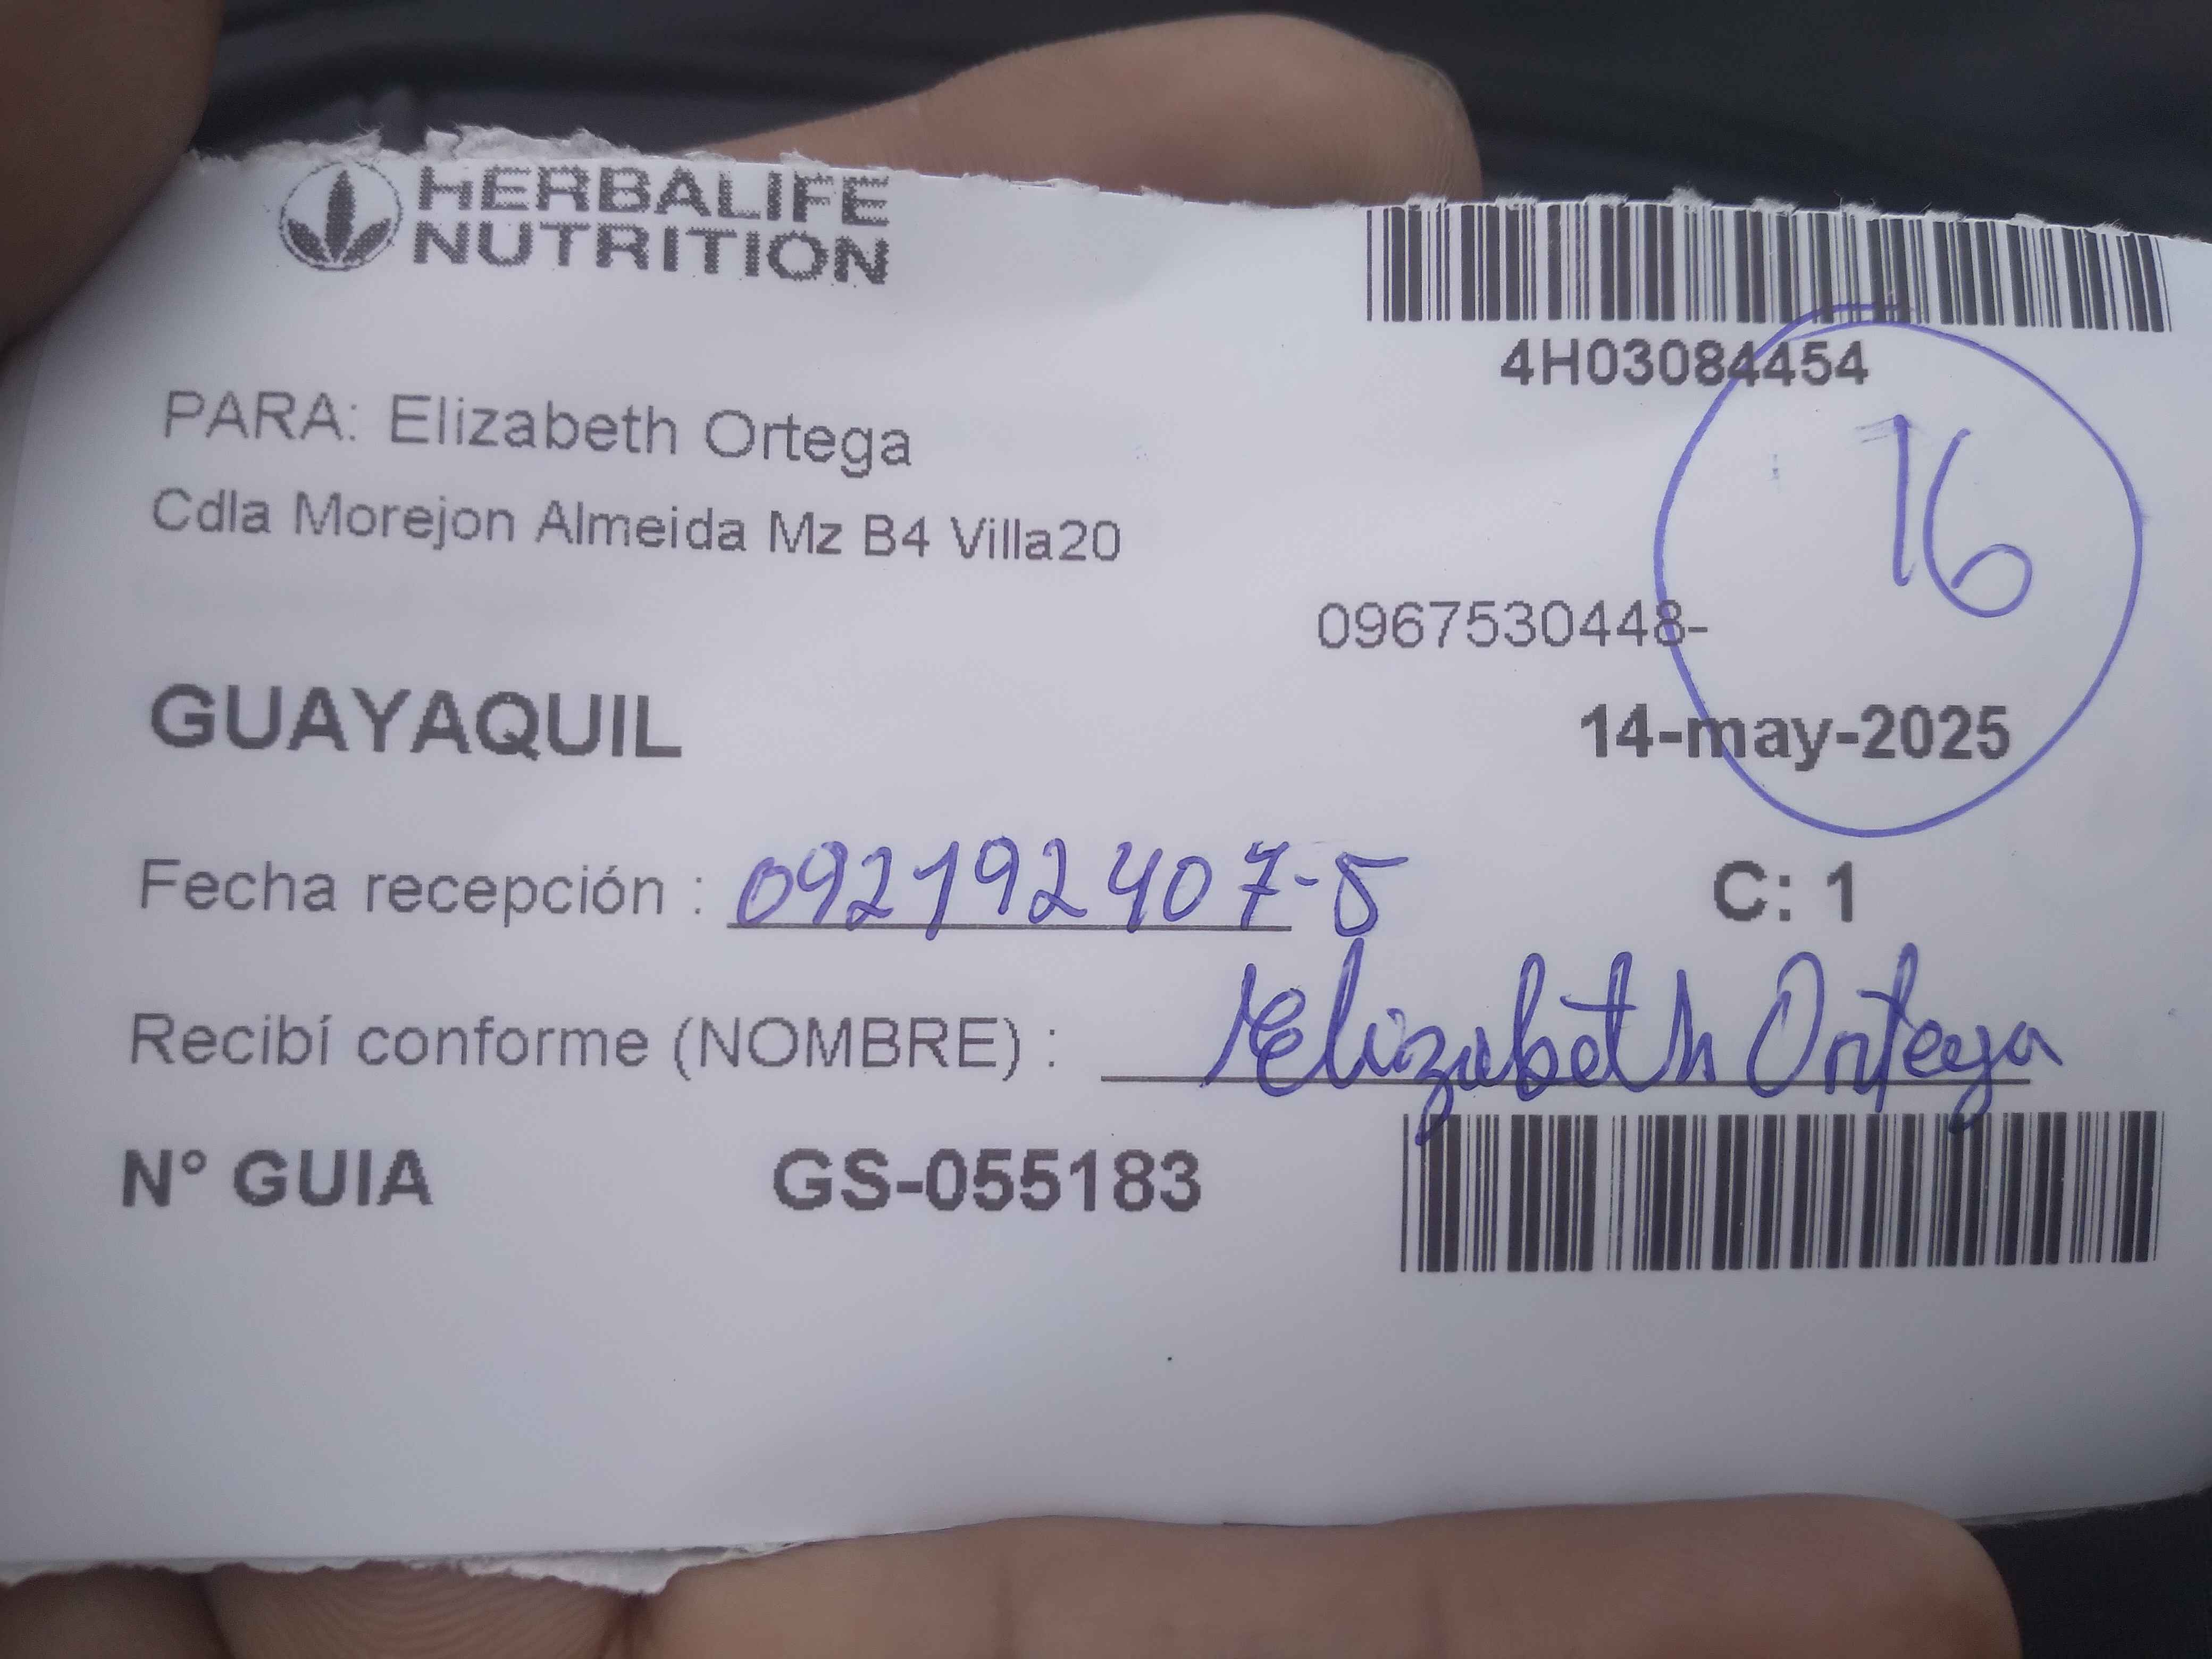 HERBALIFE
NUTRITION
4H03084454
16
PARA: Elizabeth Ortega
Cdla Morejon Almeida Mz B4 Villa20
0967530448-
GUAYAQUIL
14-may-2025
Fecha recepción : 092192407-5
C: 1
Recibí conforme (NOMBRE) : Elizabeth Ortega
N° GUIA GS-055183